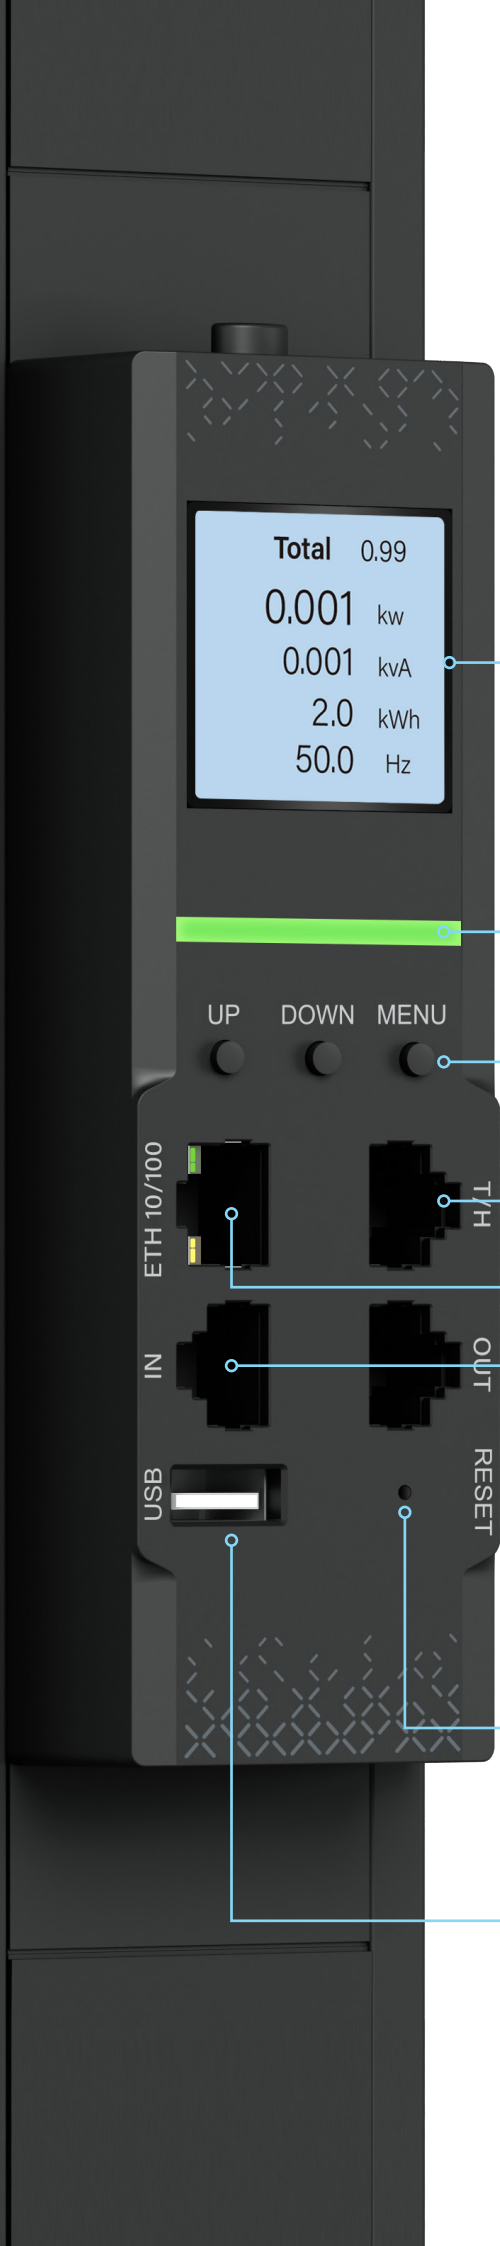 Total 0.99
0.001 kw
0.001 kvA
2.0 kWh
50.0 Hz
UP DOWN MENU
ETH 10/100
T/H
IN
OUT
USB
RESET